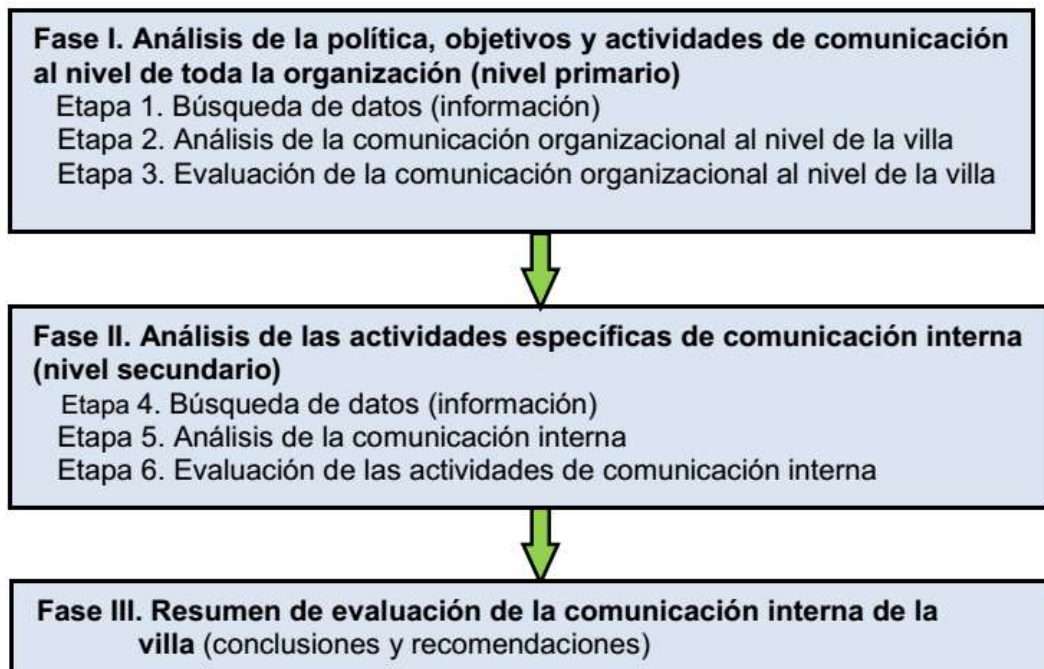 Fase I. Análisis de la política, objetivos y actividades de comunicación
al nivel de toda la organización (nivel primario)
Etapa 1. Búsqueda de datos (información)
Etapa 2. Análisis de la comunicación organizacional al nivel de la villa
Etapa 3. Evaluación de la comunicación organizacional al nivel de la villa
Fase II. Análisis de las actividades específicas de comunicación interna
(nivel secundario)
Etapa 4. Búsqueda de datos (información)
Etapa 5. Análisis de la comunicación interna
Etapa 6. Evaluación de las actividades de comunicación interna
Fase III. Resumen de evaluación de la comunicación interna de la
villa (conclusiones y recomendaciones)